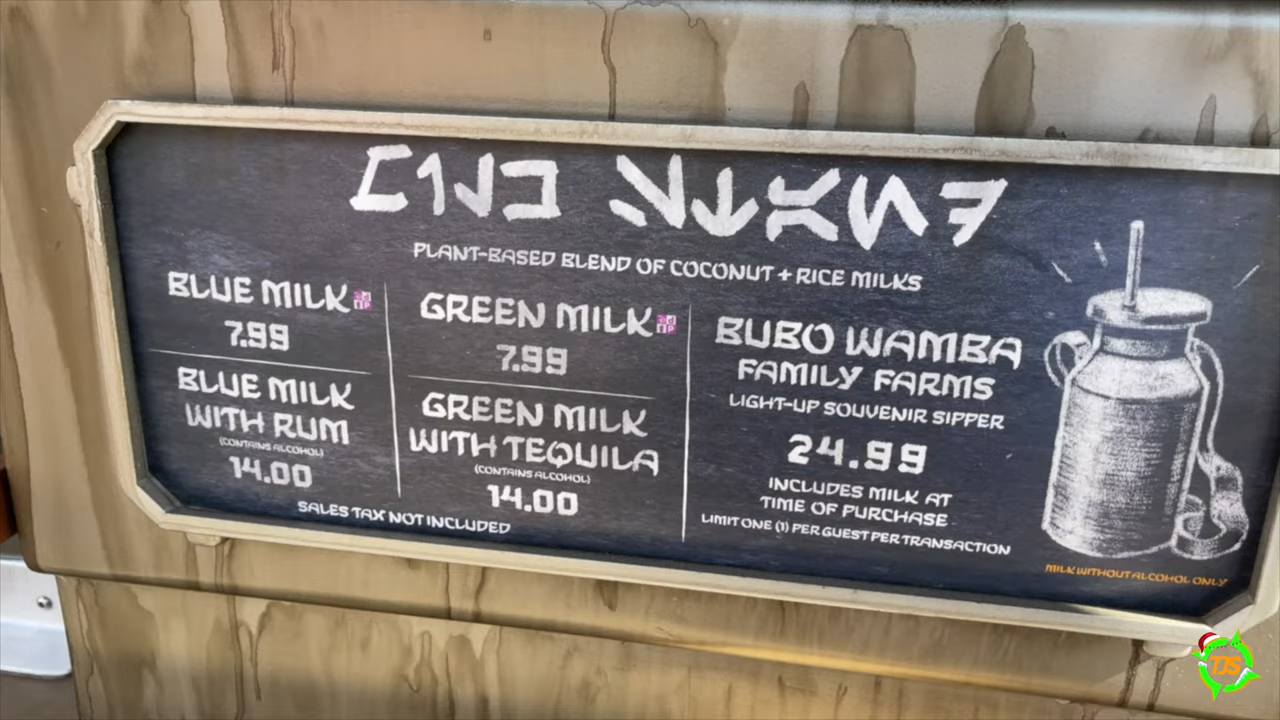 PLANT-BASED BLEND OF COCONUT + RICE MILKS
BLUE MILK
7.99
BLUE MILK
WITH RUM
(CONTAINS ALCOHOL)
14.00
GREEN MILK
7.99
GREEN MILK
WITH TEQUILA
(CONTAINS ALCOHOL)
14.00
SALES TAX NOT INCLUDED
BUBO WAMBA
FAMILY FARMS
LIGHT-UP SOUVENIR SIPPER
24.99
INCLUDES MILK AT
TIME OF PURCHASE
LIMIT ONE (1) PER GUEST PER TRANSACTION
MILK WITHOUT ALCOHOL ONLY
TJS